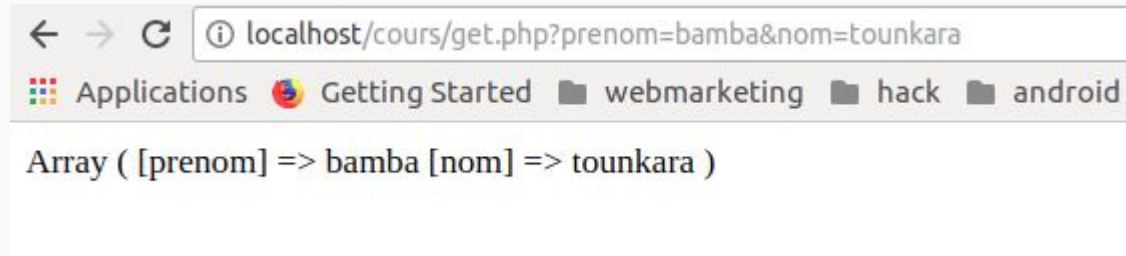 localhost/cours/get.php?prenom=bamba&nom=tounkara
Applications Getting Started webmarketing hack android
Array ( [prenom] => bamba [nom] => tounkara )